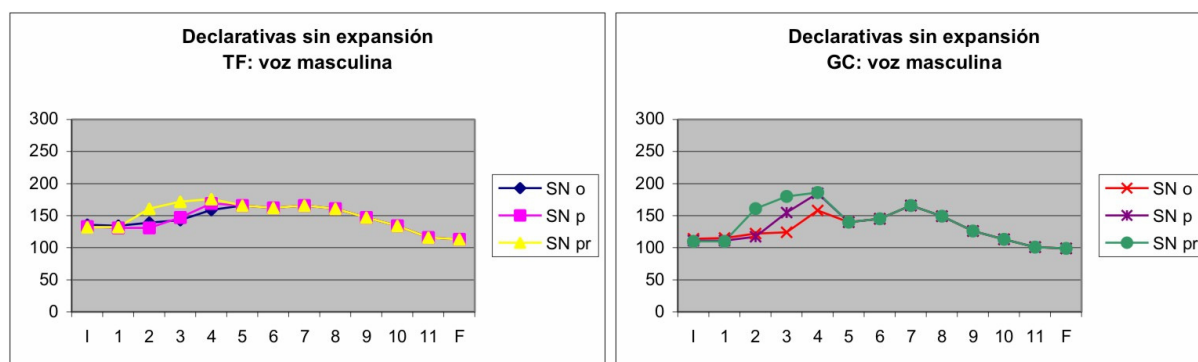 Declarativas sin expansión
TF: voz masculina
300
250
200
150
100
50
0
I 1 2 3 4 5 6 7 8 9 10 11 F
SN o
SN p
SN pr
Declarativas sin expansión
GC: voz masculina
300
250
200
150
100
50
0
I 1 2 3 4 5 6 7 8 9 10 11 F
SN o
SN p
SN pr